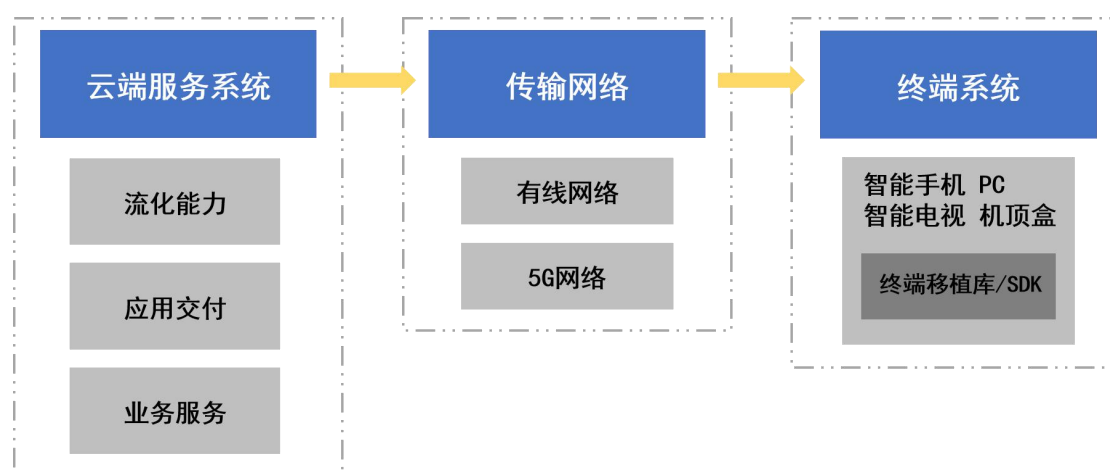 云端服务系统
流化能力
应用交付
业务服务
传输网络
有线网络
5G网络
终端系统
智能手机 PC
智能电视 机顶盒
终端移植库/SDK